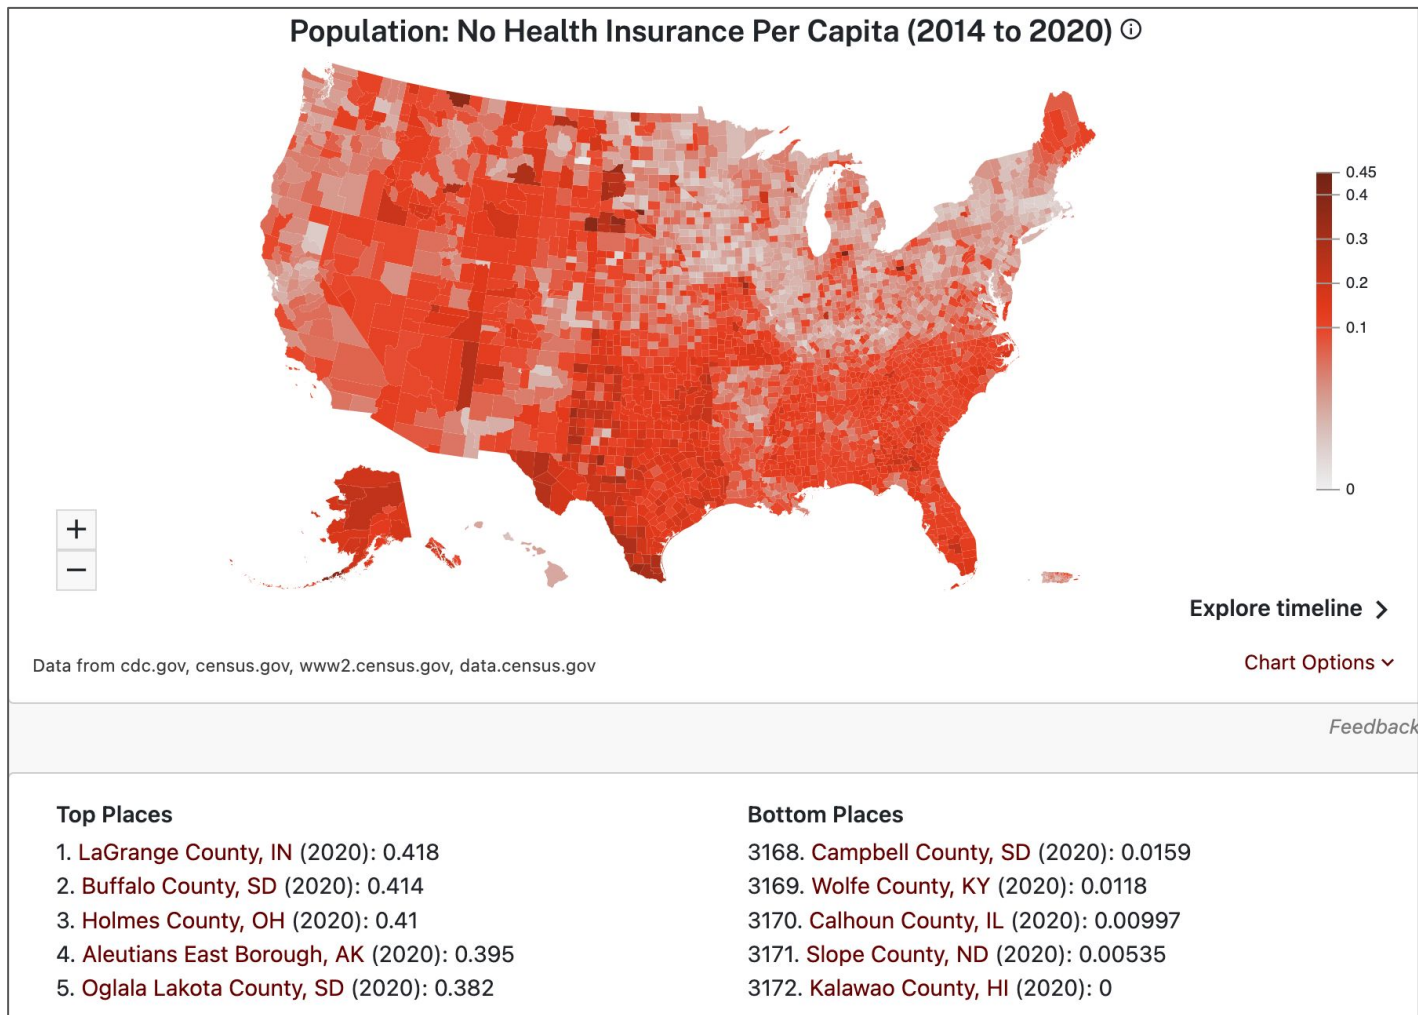 Population: No Health Insurance Per Capita (2014 to 2020)
0.45
0.4
0.3
0.2
0.1
0
+
−
Explore timeline
Data from cdc.gov, census.gov, www2.census.gov, data.census.gov
Chart Options
Feedback
Top Places
1. LaGrange County, IN (2020): 0.418
2. Buffalo County, SD (2020): 0.414
3. Holmes County, OH (2020): 0.41
4. Aleutians East Borough, AK (2020): 0.395
5. Oglala Lakota County, SD (2020): 0.382
Bottom Places
3168. Campbell County, SD (2020): 0.0159
3169. Wolfe County, KY (2020): 0.0118
3170. Calhoun County, IL (2020): 0.00997
3171. Slope County, ND (2020): 0.00535
3172. Kalawao County, HI (2020): 0